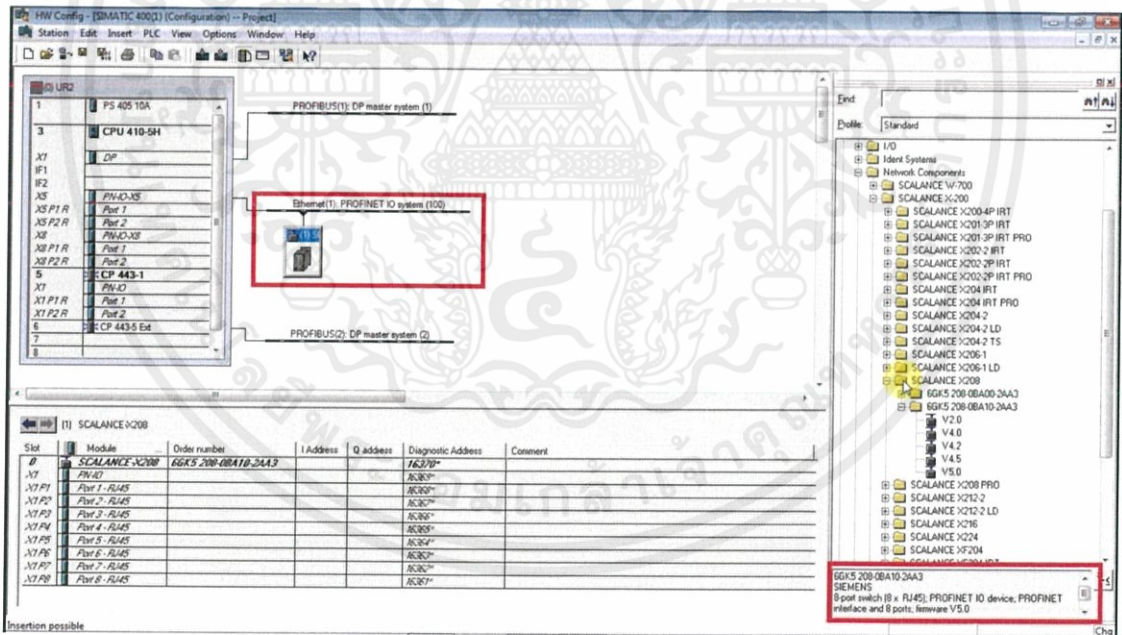 HW Config - [SIMATIC 400(1) (Configuration) -- Project]
Station Edit Insert PLC View Options Window Help
(0) UR2
1 PS 405 10A
3 CPU 410-5H
X1 DP
IF1
IF2
X5 PN-IO-X5
X5 P1 R Port 1
X5 P2 R Port 2
X8 PN-IO-X8
X8 P1 R Port 1
X8 P2 R Port 2
5 CP 443-1
X1 PN-IO
X1 P1 R Port 1
X1 P2 R Port 2
6 CP 443-5 Ext
7
8
PROFIBUS(1): DP master system (1)
Ethernet(1): PROFINET IO system (100)
(1) SC
PROFIBUS(2): DP master system (2)
Find:
Profile: Standard
I/O
Ident Systems
Network Components
SCALANCE W-700
SCALANCE X-200
SCALANCE X200-4P IRT
SCALANCE X201-3P IRT
SCALANCE X201-3P IRT PRO
SCALANCE X202-2 IRT
SCALANCE X202-2P IRT
SCALANCE X202-2P IRT PRO
SCALANCE X204 IRT
SCALANCE X204 IRT PRO
SCALANCE X204-2
SCALANCE X204-2 LD
SCALANCE X204-2 TS
SCALANCE X206-1
SCALANCE X206-1 LD
SCALANCE X208
6GK5 208-0BA00-2AA3
6GK5 208-0BA10-2AA3
V2.0
V4.0
V4.2
V4.5
V5.0
SCALANCE X208 PRO
SCALANCE X212-2
SCALANCE X212-2 LD
SCALANCE X216
SCALANCE X224
SCALANCE XF204
6GK5 208-0BA10-2AA3
SIEMENS
8-port switch (8 x RJ45); PROFINET IO device, PROFINET
interface and 8 ports; firmware V5.0
(1) SCALANCE-X208
Slot Module ... Order number I Address Q address Diagnostic Address Comment
0 SCALANCE-X208 6GK5 208-0BA10-2AA3 16370*
X1 PN-IO 16369*
X1 P1 Port 1 - RJ45 16368*
X1 P2 Port 2 - RJ45 16367*
X1 P3 Port 3 - RJ45 16366*
X1 P4 Port 4 - RJ45 16365*
X1 P5 Port 5 - RJ45 16364*
X1 P6 Port 6 - RJ45 16363*
X1 P7 Port 7 - RJ45 16362*
X1 P8 Port 8 - RJ45 16361*
Insertion possible
Chg